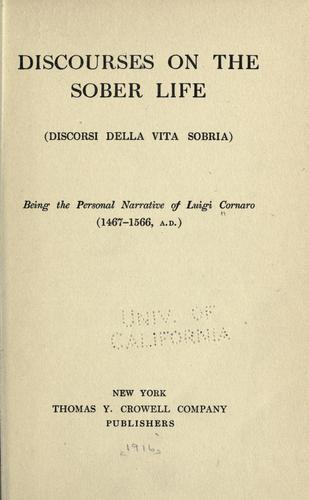 DISCOURSES ON THE
SOBER LIFE
(DISCORSI DELLA VITA SOBRIA)
Being the Personal Narrative of Luigi Cornaro
(1467-1566, A.D.)
UNIV. OF
CALIFORNIA
NEW YORK
THOMAS Y. CROWELL COMPANY
PUBLISHERS
[1916]